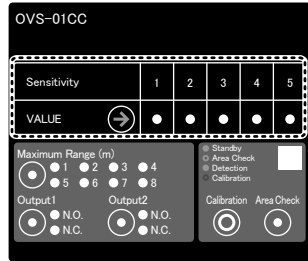 OVS-01CC
Sensitivity 1 2 3 4 5
VALUE
Maximum Range (m)
1 2 3 4
5 6 7 8
Standby
Area Check
Detection
Calibration
Output1 Output2
N.O. N.O.
N.C. N.C.
Calibration Area Check